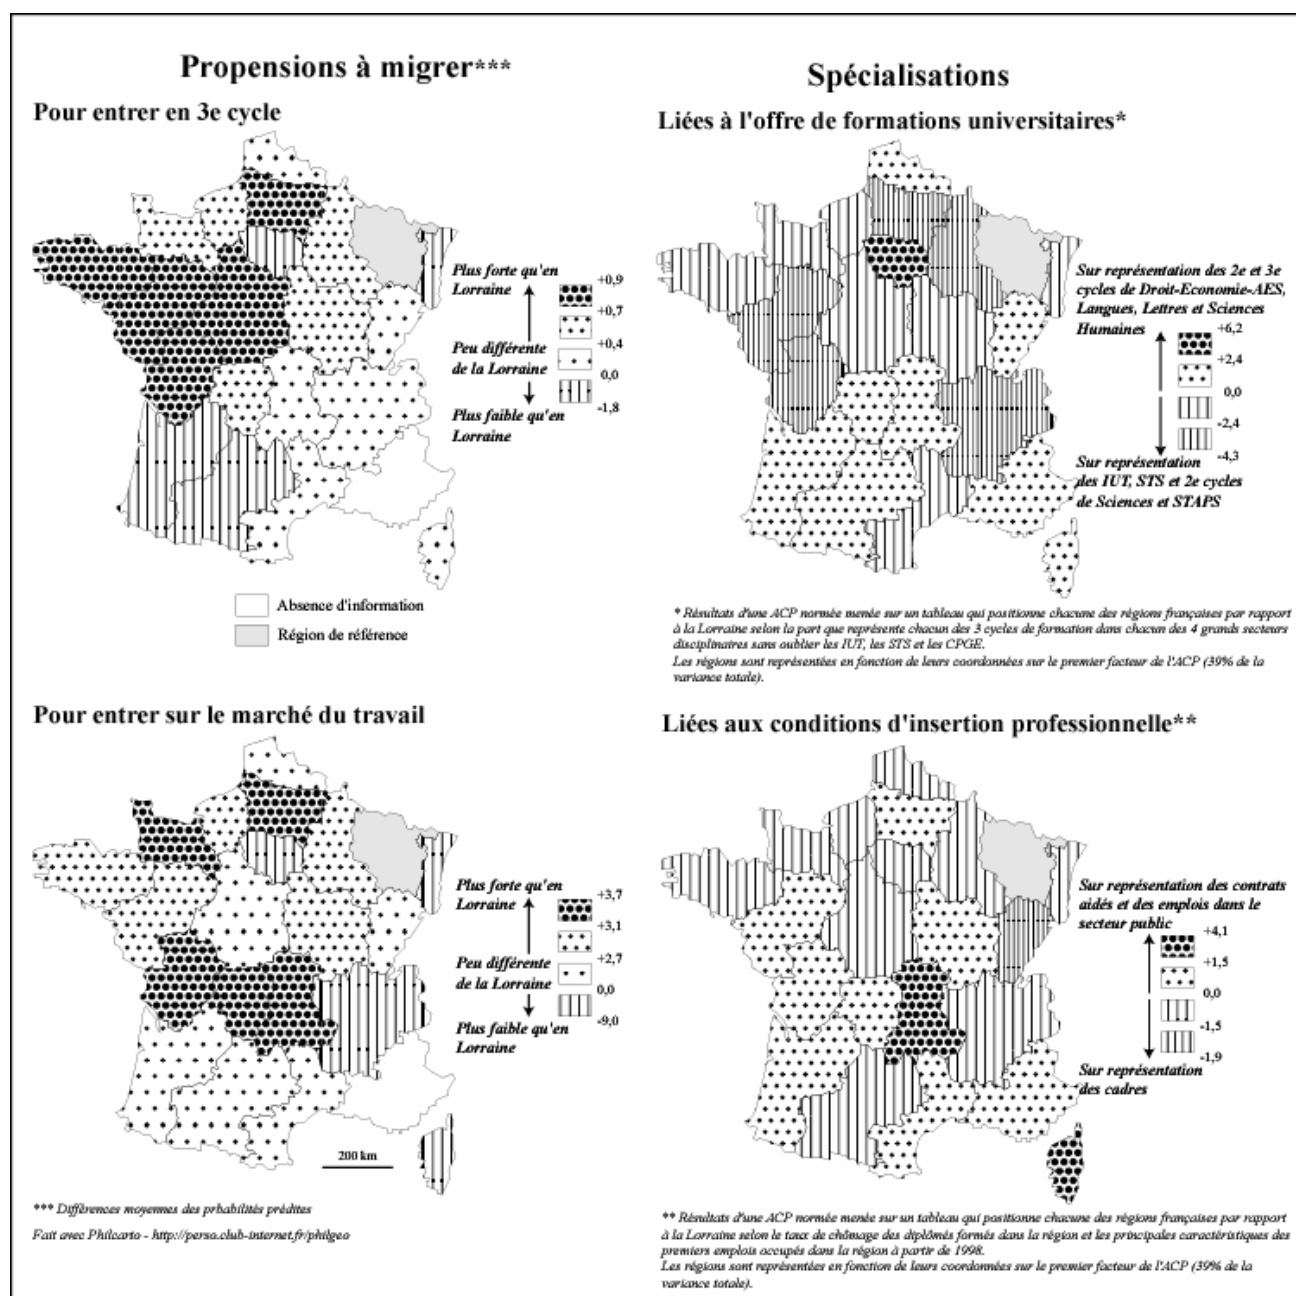 Propensions à migrer***
Pour entrer en 3e cycle
Plus forte qu'en
Lorraine
Peu différente
de la Lorraine
Plus faible qu'en
Lorraine
+0,9
+0,7
+0,4
0,0
-1,8
Absence d'information
Région de référence
Spécialisations
Liées à l'offre de formations universitaires*
Sur représentation des 2e et 3e
cycles de Droit-Economie-AES,
Langues, Lettres et Sciences
Humaines
+6,2
+2,4
0,0
-2,4
-4,3
Sur représentation
des IUT, STS et 2e cycles
de Sciences et STAPS
* Résultats d'une ACP normée menée sur un tableau qui positionne chacune des régions françaises par rapport
à la Lorraine selon la part que représente chacun des 3 cycles de formation dans chacun des 4 grands secteurs
disciplinaires sans oublier les IUT, les STS et les CPGE.
Les régions sont représentées en fonction de leurs coordonnées sur le premier facteur de l'ACP (39% de la
variance totale).
Pour entrer sur le marché du travail
Plus forte qu'en
Lorraine
Peu différente
de la Lorraine
Plus faible qu'en
Lorraine
+3,7
+3,1
+2,7
0,0
-9,0
200 km
*** Différences moyennes des prbabilités prédites
Fait avec Philcarto - http://perso.club-internet.fr/philgeo
Liées aux conditions d'insertion professionnelle**
Sur représentation des contrats
aidés et des emplois dans le
secteur public
+4,1
+1,5
0,0
-1,5
-1,9
Sur représentation
des cadres
** Résultats d'une ACP normée menée sur un tableau qui positionne chacune des régions françaises par rapport
à la Lorraine selon le taux de chômage des diplômés formés dans la région et les principales caractéristiques des
premiers emplois occupés dans la région à partir de 1998.
Les régions sont représentées en fonction de leurs coordonnées sur le premier facteur de l'ACP (39% de la
variance totale).